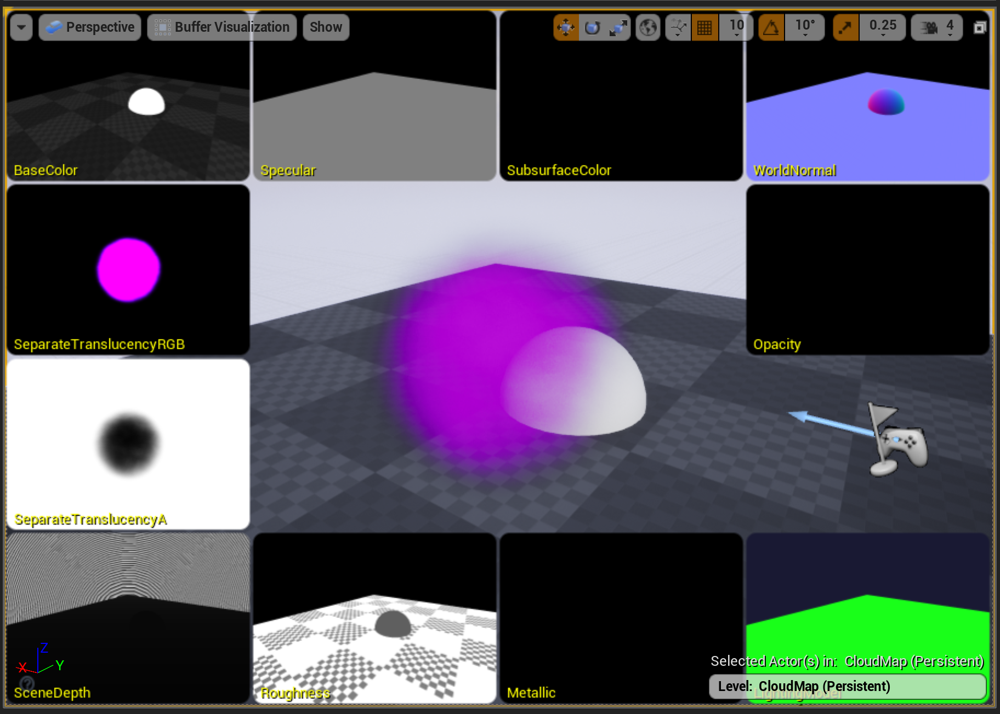 Perspective
Buffer Visualization
Show
10
10°
0.25
4
BaseColor
Specular
SubsurfaceColor
WorldNormal
SeparateTranslucencyRGB
Opacity
SeparateTranslucencyA
Z
X
Y
SceneDepth
Roughness
Metallic
Selected Actor(s) in: CloudMap (Persistent)
Level: CloudMap (Persistent)
LightingModel